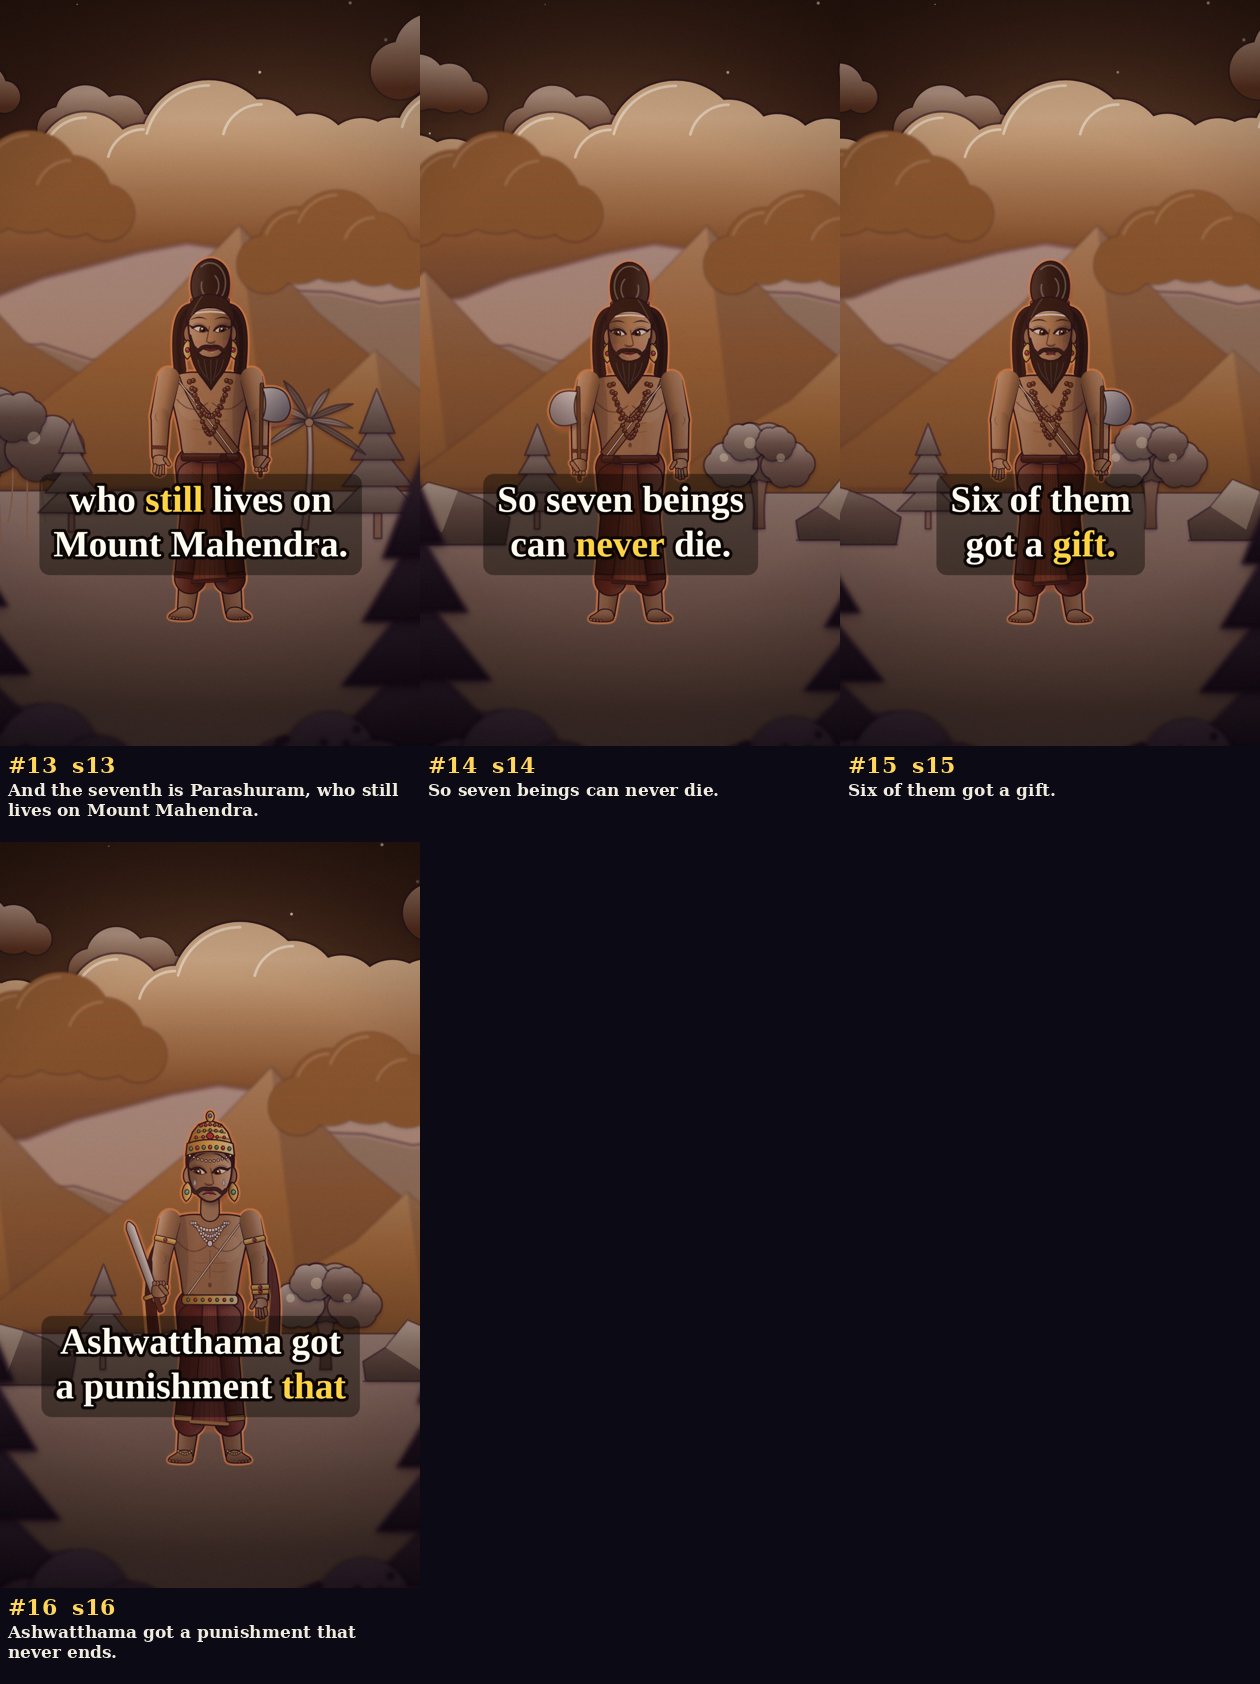 who still lives on
Mount Mahendra.
#13 s13
And the seventh is Parashuram, who still
lives on Mount Mahendra.
So seven beings
can never die.
#14 s14
So seven beings can never die.
Six of them
got a gift.
#15 s15
Six of them got a gift.
Ashwatthama got
a punishment that
#16 s16
Ashwatthama got a punishment that
never ends.